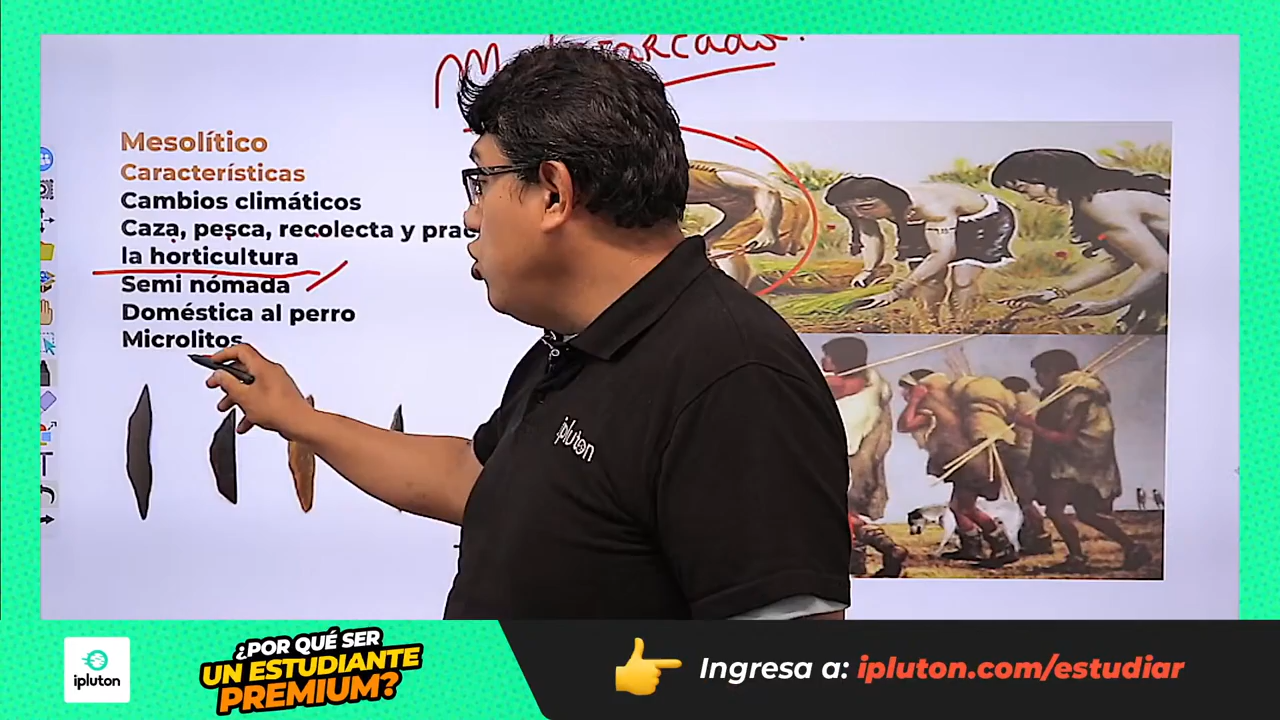 Mesolítico
Características
Cambios climáticos
Caza, pesca, recolecta y
la horticultura
Semi nómada
Doméstica al perro
Microlitos
ipluton
ipluton
¿POR QUÉ SER
UN ESTUDIANTE
PREMIUM?
Ingresa a: ipluton.com/estudiar